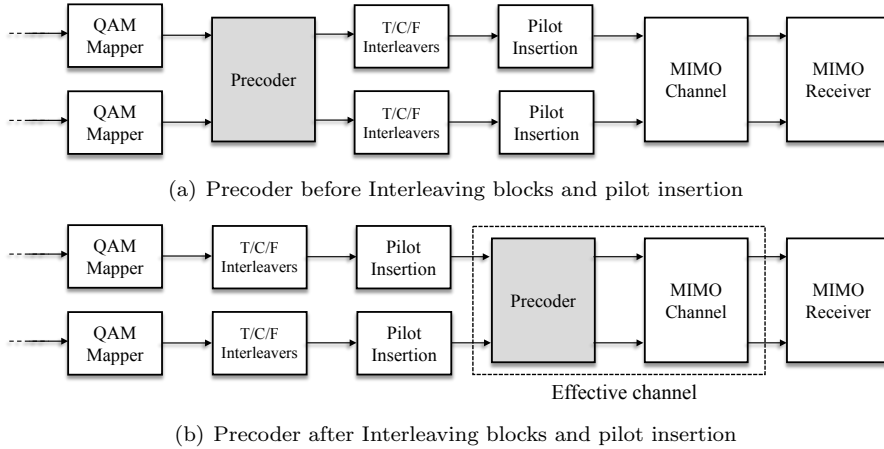 QAM
Mapper
Precoder
T/C/F
Interleavers
Pilot
Insertion
MIMO
Channel
MIMO
Receiver
QAM
Mapper
T/C/F
Interleavers
Pilot
Insertion
(a) Precoder before Interleaving blocks and pilot insertion
QAM
Mapper
T/C/F
Interleavers
Pilot
Insertion
Precoder
MIMO
Channel
MIMO
Receiver
QAM
Mapper
T/C/F
Interleavers
Pilot
Insertion
Effective channel
(b) Precoder after Interleaving blocks and pilot insertion